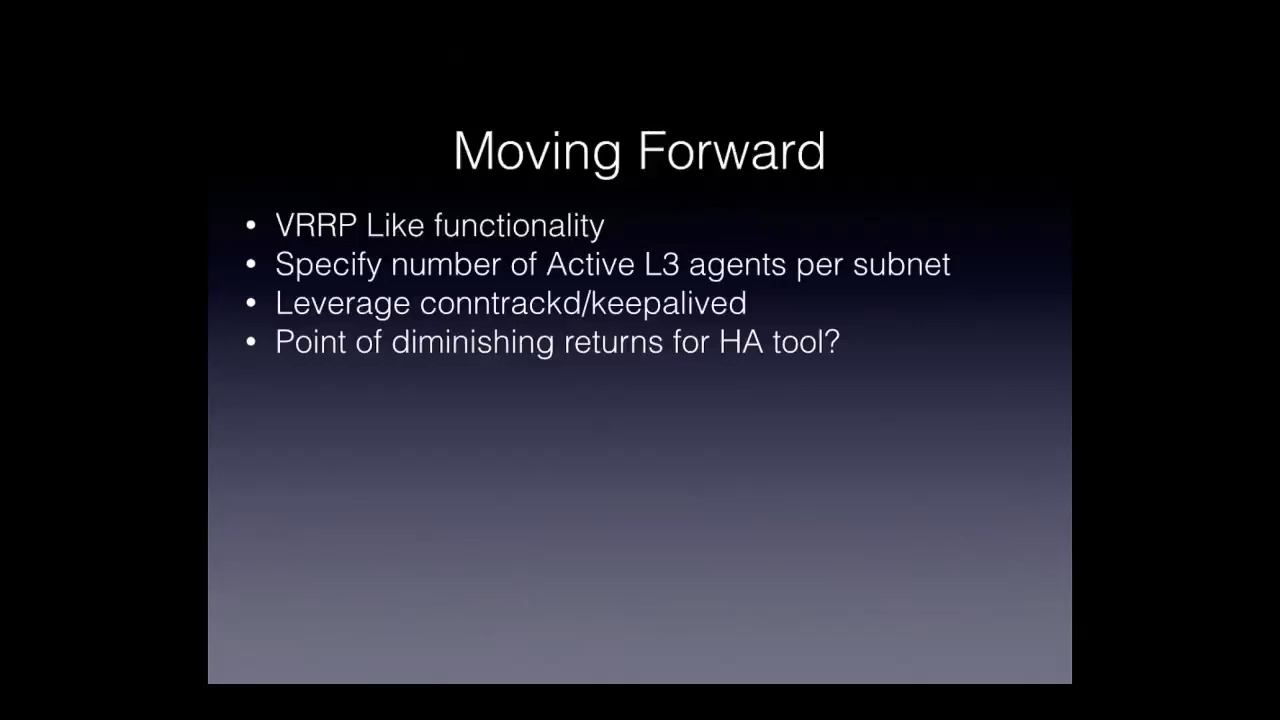 Moving Forward
• VRRP Like functionality
• Specify number of Active L3 agents per subnet
• Leverage conntrackd/keepalived
• Point of diminishing returns for HA tool?